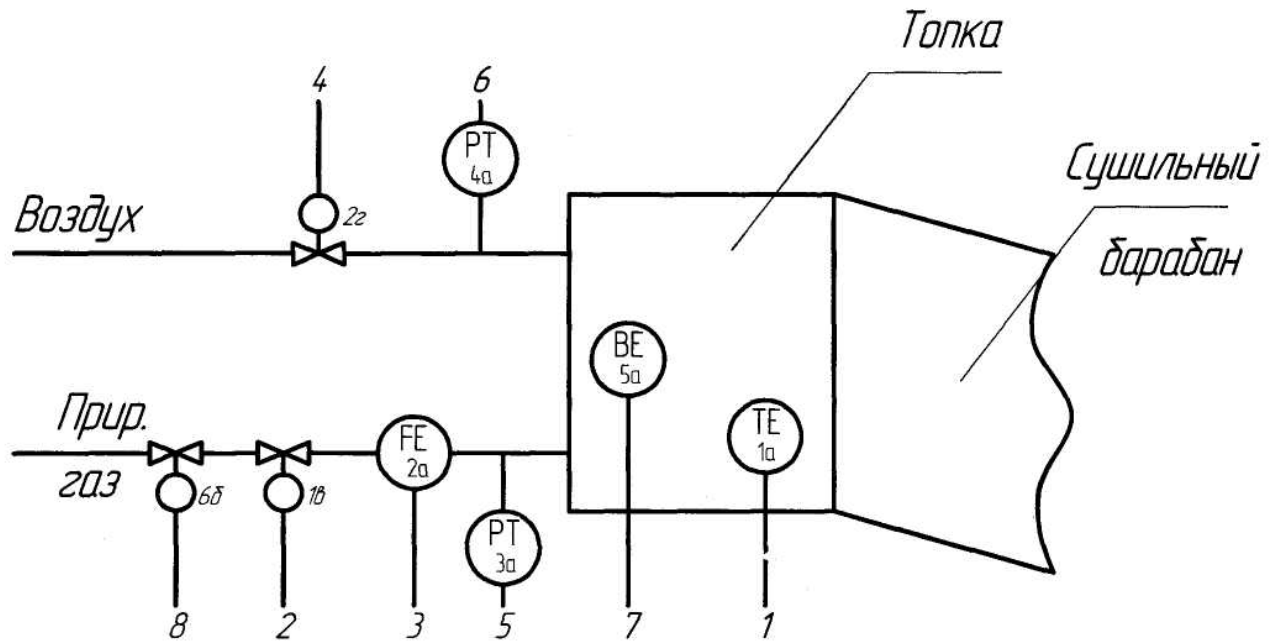 Топка
4
6
PT
4а
Сушильный
барабан
Воздух
2г
BE
5а
Прир.
газ
FE
2а
TE
1а
6б
1в
PT
3а
8
2
3
5
7
1